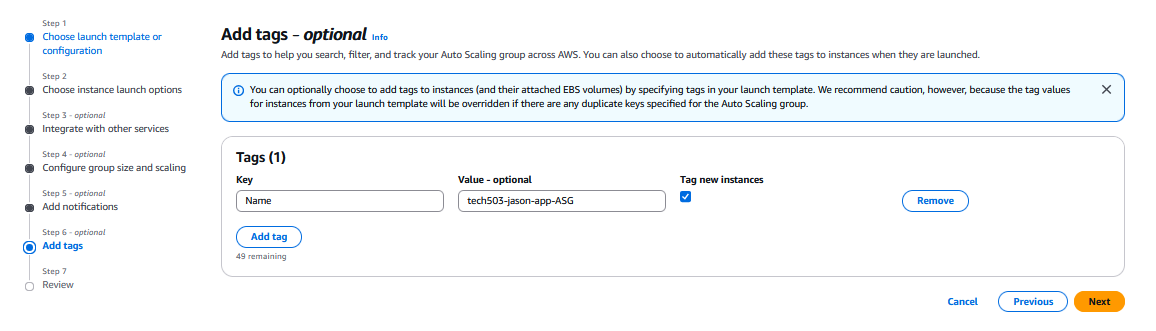 Step 1
Choose launch template or
configuration
Step 2
Choose instance launch options
Step 3 - optional
Integrate with other services
Step 4 - optional
Configure group size and scaling
Step 5 - optional
Add notifications
Step 6 - optional
Add tags
Step 7
Review
Add tags - optional Info
Add tags to help you search, filter, and track your Auto Scaling group across AWS. You can also choose to automatically add these tags to instances when they are launched.
You can optionally choose to add tags to instances (and their attached EBS volumes) by specifying tags in your launch template. We recommend caution, however, because the tag values
for instances from your launch template will be overridden if there are any duplicate keys specified for the Auto Scaling group.
Tags (1)
Key Value - optional Tag new instances
Name tech503-jason-app-ASG Remove
Add tag
49 remaining
Cancel Previous Next